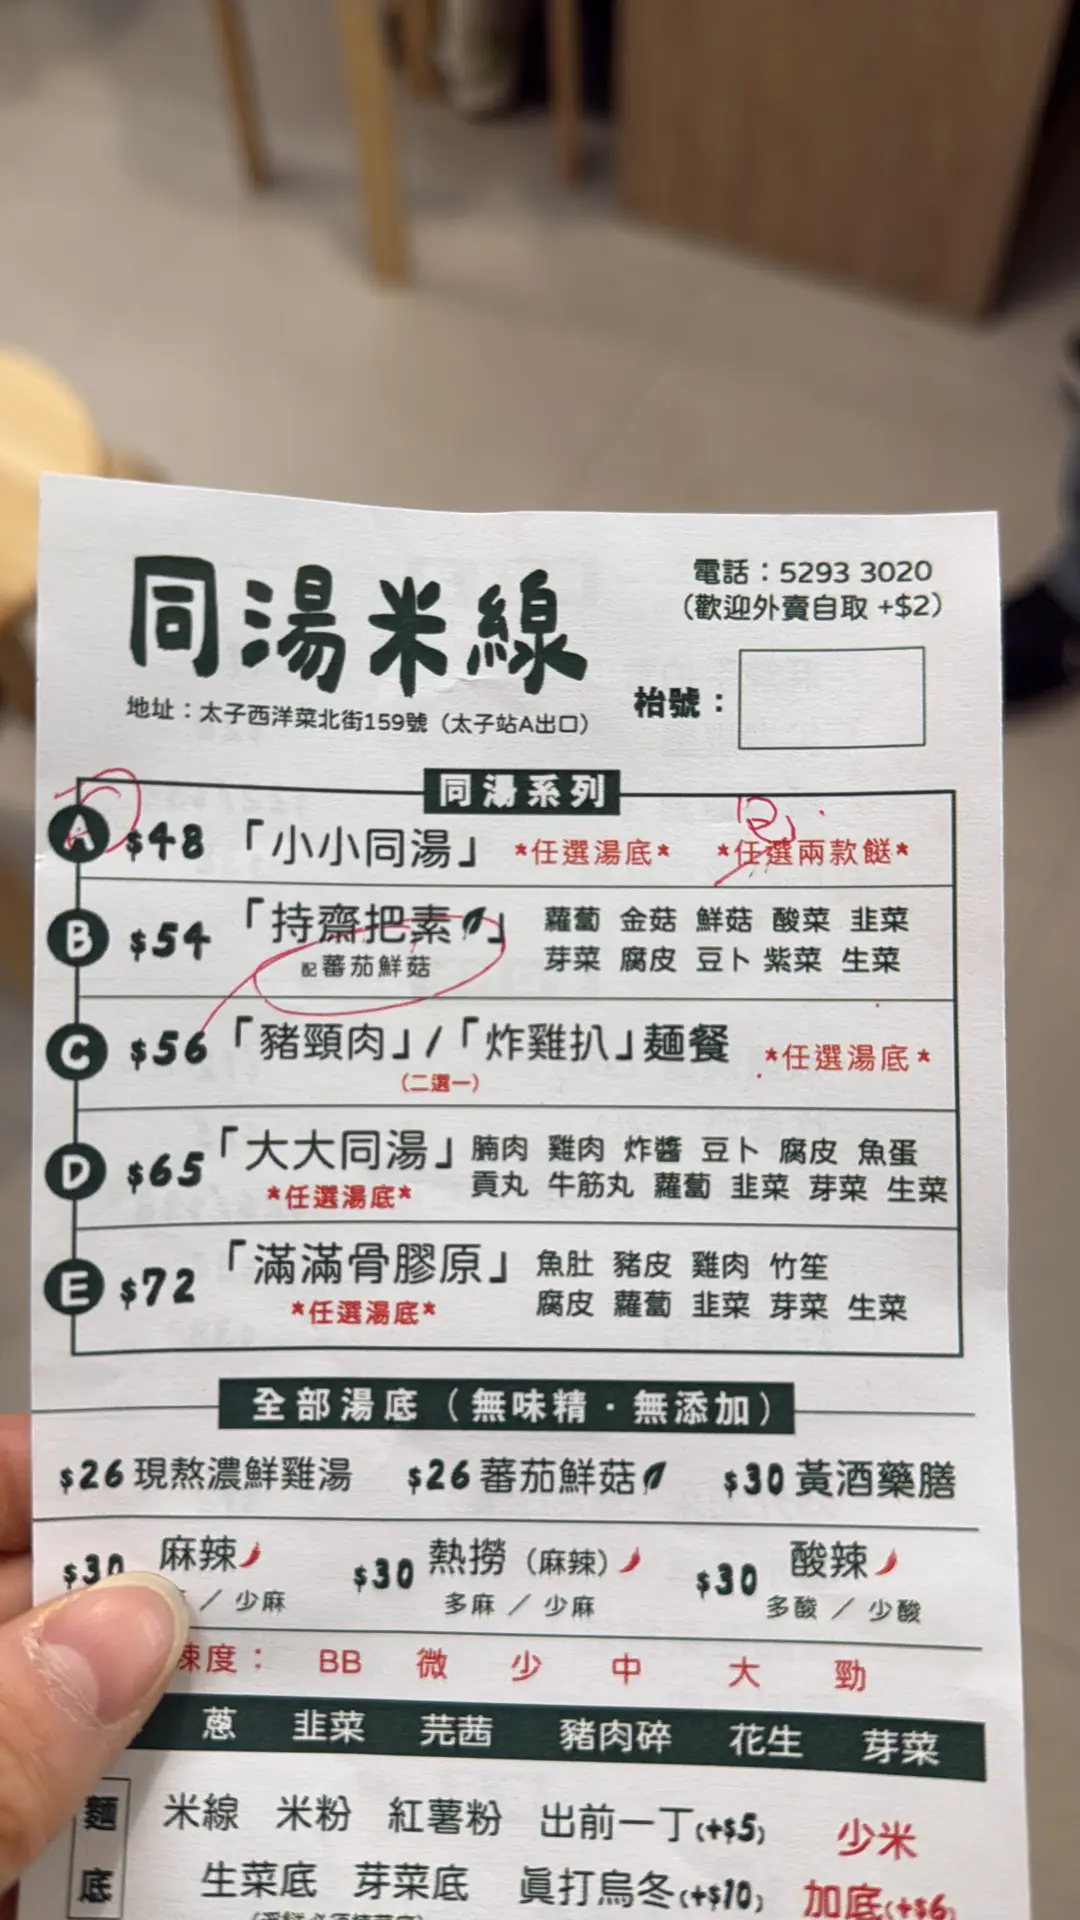 同湯米線
電話：5293 3020
（歡迎外賣自取 +$2）
地址：太子西洋菜北街159號（太子站A出口）
枱號：
同湯系列
A $48 「小小同湯」 *任選湯底* *任選兩款餸*
B $54 「持齋把素」 蘿蔔 金菇 鮮菇 酸菜 韭菜
配蕃茄鮮菇 芽菜 腐皮 豆卜 紫菜 生菜
C $56 「豬頸肉」/「炸雞扒」麵餐 *任選湯底*
（二選一）
D $65 「大大同湯」 腩肉 雞肉 炸醬 豆卜 腐皮 魚蛋
*任選湯底* 貢丸 牛筋丸 蘿蔔 韭菜 芽菜 生菜
E $72 「滿滿骨膠原」 魚肚 豬皮 雞肉 竹笙
*任選湯底* 腐皮 蘿蔔 韭菜 芽菜 生菜
全部湯底（無味精・無添加）
$26 現熬濃鮮雞湯 $26 蕃茄鮮菇 $30 黃酒藥膳
$30 麻辣 $30 熱撈（麻辣） $30 酸辣
／ 少麻 多麻 ／ 少麻 多酸 ／ 少酸
辣度： BB 微 少 中 大 勁
蔥 韭菜 芫茜 豬肉碎 花生 芽菜
麵底 米線 米粉 紅薯粉 出前一丁(+$5) 少米
生菜底 芽菜底 真打烏冬(+$10) 加底(+$6)